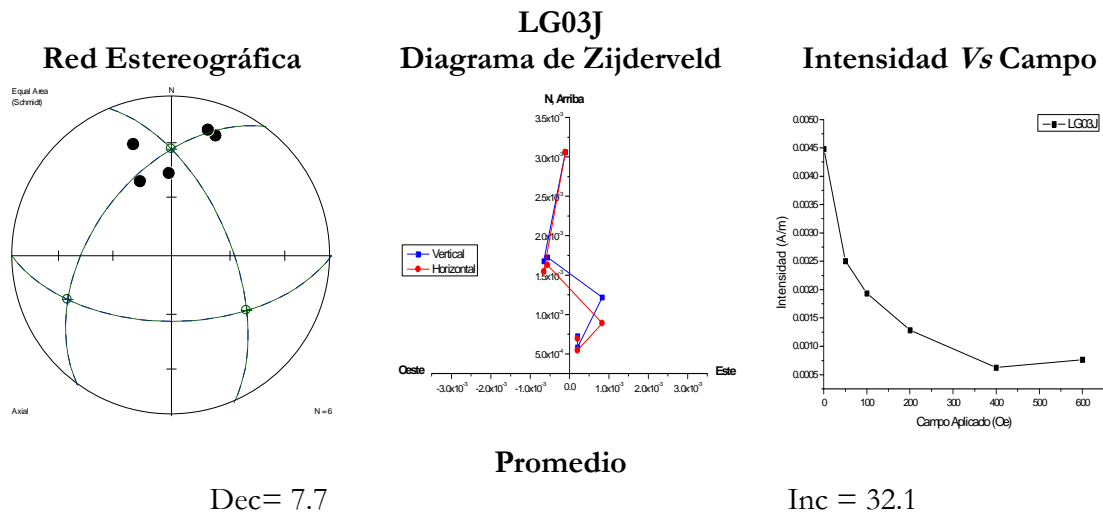 LG03J
Red Estereográfica
Diagrama de Zijderveld
Intensidad Vs Campo
Equal Area
(Schmidt)
N
Axial
N = 6
N, Arriba
3.5x10⁻³
3.0x10⁻³
2.5x10⁻³
2.0x10⁻³
1.5x10⁻³
1.0x10⁻³
5.0x10⁻⁴
Vertical
Horizontal
Oeste
Este
-3.0x10⁻³ -2.0x10⁻³ -1.0x10⁻³ 0.0 1.0x10⁻³ 2.0x10⁻³ 3.0x10⁻³
LG03J
Intensidad (A/m)
0.0050
0.0045
0.0040
0.0035
0.0030
0.0025
0.0020
0.0015
0.0010
0.0005
0 100 200 300 400 500 600
Campo Aplicado (Oe)
Promedio
Dec= 7.7
Inc = 32.1